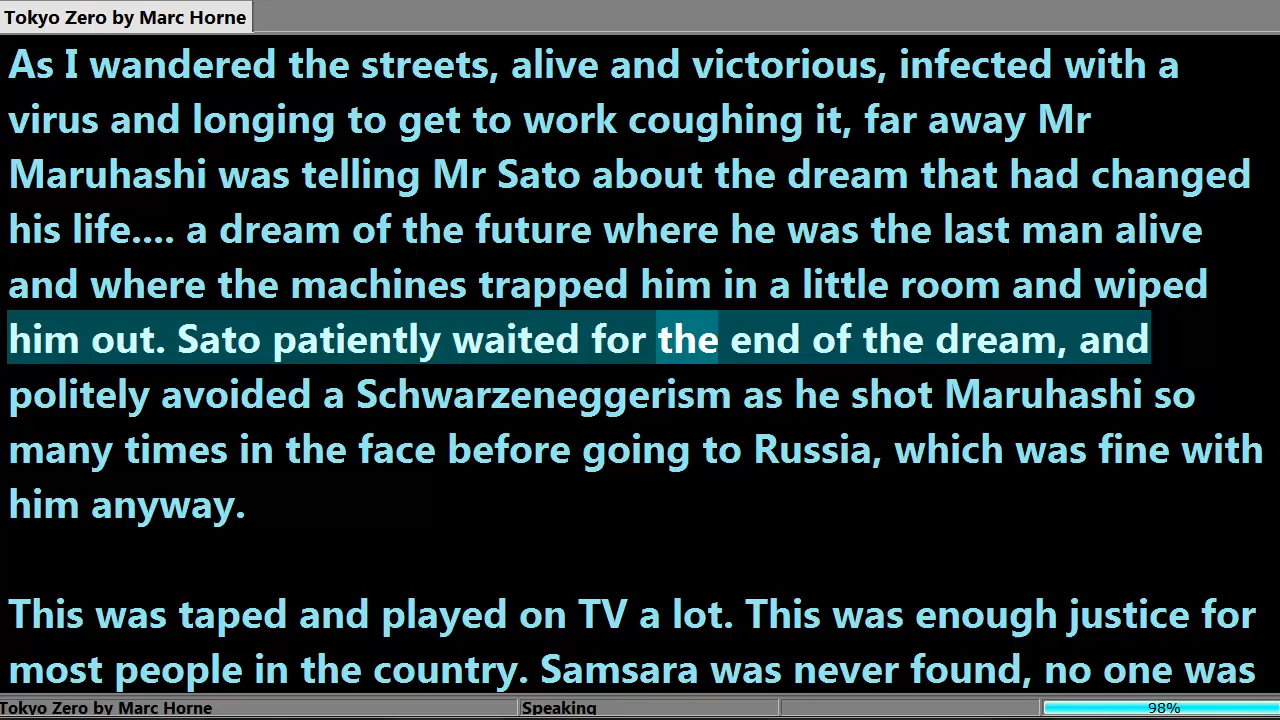 Tokyo Zero by Marc Horne
As I wandered the streets, alive and victorious, infected with a
virus and longing to get to work coughing it, far away Mr
Maruhashi was telling Mr Sato about the dream that had changed
his life.... a dream of the future where he was the last man alive
and where the machines trapped him in a little room and wiped
him out. Sato patiently waited for the end of the dream, and
politely avoided a Schwarzeneggerism as he shot Maruhashi so
many times in the face before going to Russia, which was fine with
him anyway.
This was taped and played on TV a lot. This was enough justice for
most people in the country. Samsara was never found, no one was
Tokyo Zero by Marc Horne Speaking 98%